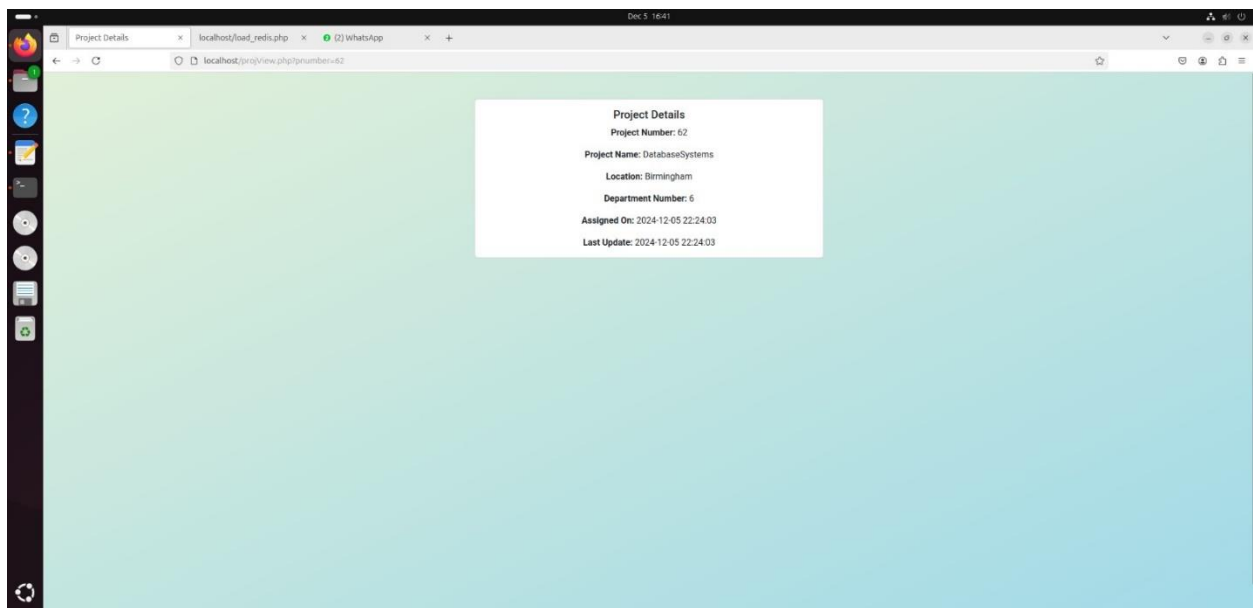 Dec 5 16:41
Project Details
localhost/load_redis.php
(2) WhatsApp
localhost/projView.php?pnumber=62
Project Details
Project Number: 62
Project Name: DatabaseSystems
Location: Birmingham
Department Number: 6
Assigned On: 2024-12-05 22:24:03
Last Update: 2024-12-05 22:24:03